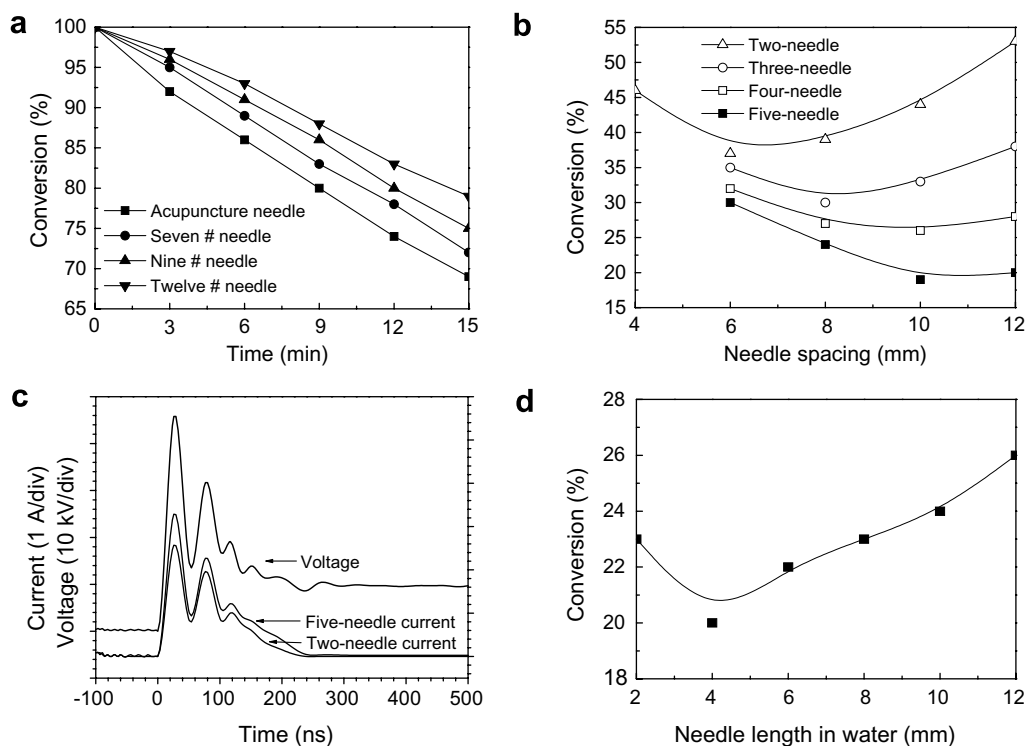 a
100
95
90
85
80
75
70
65
Conversion (%)
0
3
6
9
12
15
Time (min)
Acupuncture needle
Seven # needle
Nine # needle
Twelve # needle
b
55
50
45
40
35
30
25
20
15
Conversion (%)
4
6
8
10
12
Needle spacing (mm)
Two-needle
Three-needle
Four-needle
Five-needle
c
Current (1 A/div)
Voltage (10 kV/div)
Voltage
Five-needle current
Two-needle current
-100
0
100
200
300
400
500
Time (ns)
d
28
26
24
22
20
18
Conversion (%)
2
4
6
8
10
12
Needle length in water (mm)